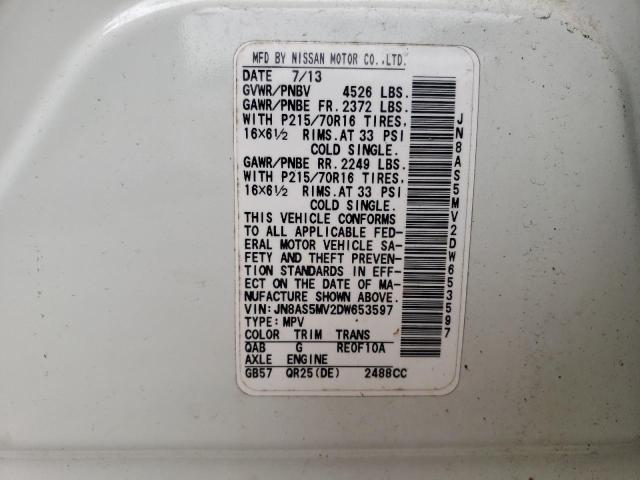 MFD BY NISSAN MOTOR CO.,LTD.
DATE 7/13
GVWR/PNBV 4526 LBS.
GAWR/PNBE FR. 2372 LBS.
WITH P215/70R16 TIRES,
16X6½ RIMS.AT 33 PSI
COLD SINGLE.
GAWR/PNBE RR. 2249 LBS.
WITH P215/70R16 TIRES,
16X6½ RIMS.AT 33 PSI
COLD SINGLE.
THIS VEHICLE CONFORMS
TO ALL APPLICABLE FED-
ERAL MOTOR VEHICLE SA-
FETY AND THEFT PREVEN-
TION STANDARDS IN EFF-
ECT ON THE DATE OF MA-
NUFACTURE SHOWN ABOVE.
VIN:JN8AS5MV2DW653597
TYPE:MPV
COLOR TRIM TRANS
QAB G RE0F10A
AXLE ENGINE
GB57 QR25(DE) 2488CC
JN8AS5MV2DW653597